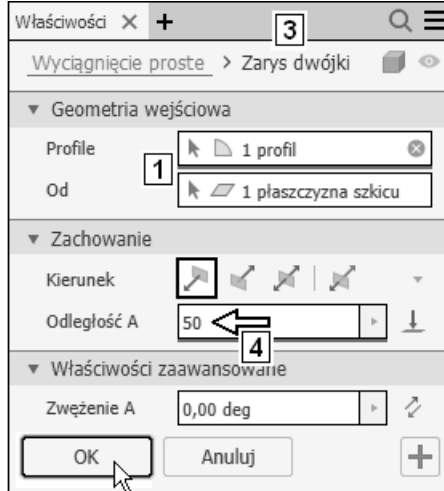 Właściwości × +
3
Wyciągnięcie proste > Zarys dwójki
Geometria wejściowa
Profile 1 profil
1
Od 1 płaszczyzna szkicu
Zachowanie
Kierunek
Odległość A 50
4
Właściwości zaawansowane
Zwężenie A 0,00 deg
OK Anuluj +